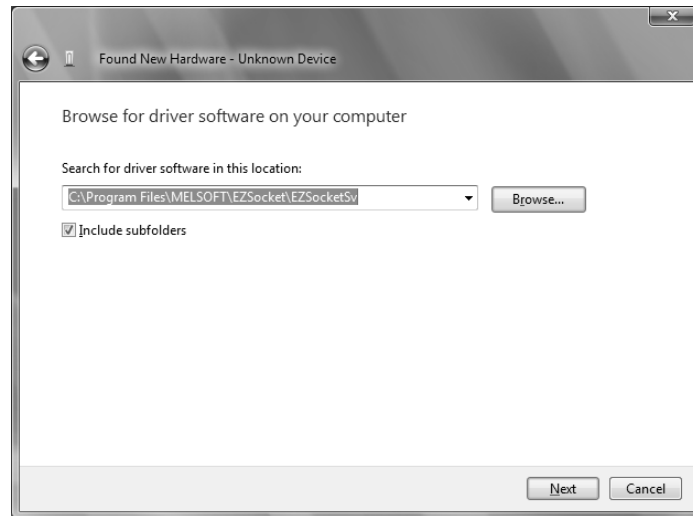 Found New Hardware - Unknown Device
Browse for driver software on your computer
Search for driver software in this location:
C:\Program Files\MELSOFT\EZSocket\EZSocketSv
Browse...
Include subfolders
Next
Cancel